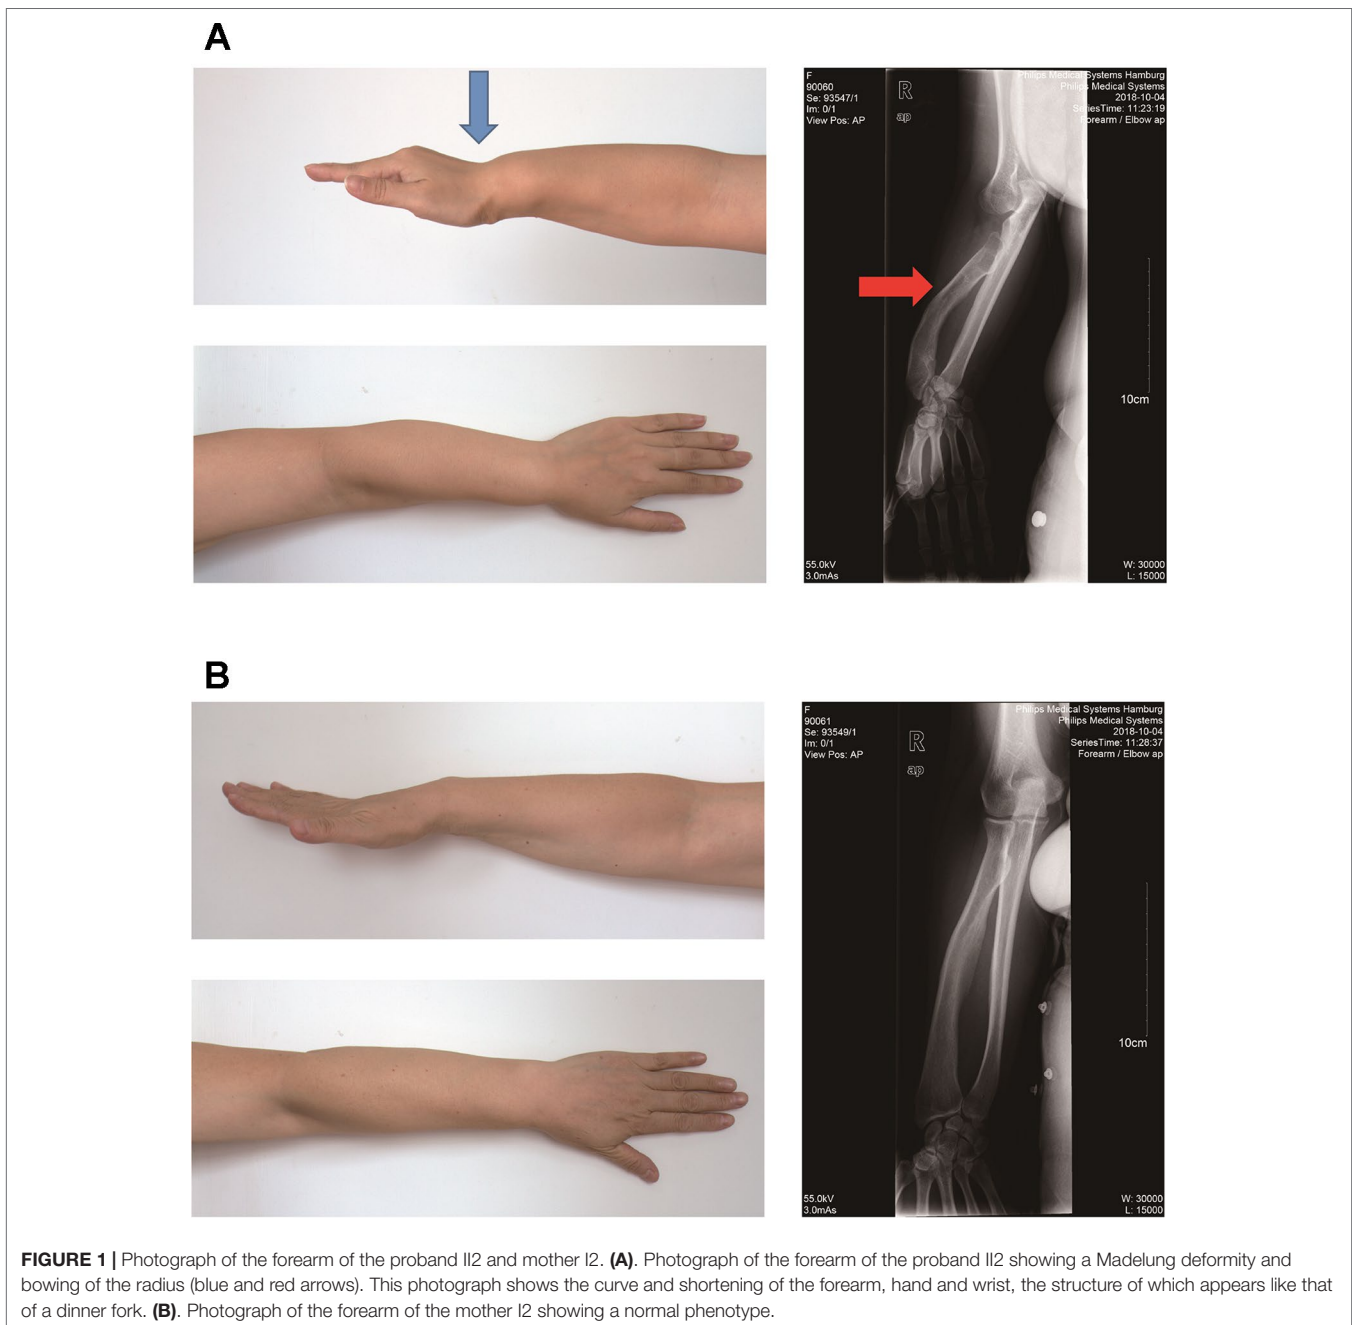 A
F
90060
Se: 93547/1
Im: 0/1
View Pos: AP
R
ap
Philips Medical Systems Hamburg
Philips Medical Systems
2018-10-04
SeriesTime: 11:23:19
Forearm / Elbow ap
10cm
55.0kV
3.0mAs
W: 30000
L: 15000
B
F
90061
Se: 93549/1
Im: 0/1
View Pos: AP
R
ap
Philips Medical Systems Hamburg
Philips Medical Systems
2018-10-04
SeriesTime: 11:28:37
Forearm / Elbow ap
10cm
55.0kV
3.0mAs
W: 30000
L: 15000
FIGURE 1 | Photograph of the forearm of the proband II2 and mother I2. (A). Photograph of the forearm of the proband II2 showing a Madelung deformity and
bowing of the radius (blue and red arrows). This photograph shows the curve and shortening of the forearm, hand and wrist, the structure of which appears like that
of a dinner fork. (B). Photograph of the forearm of the mother I2 showing a normal phenotype.